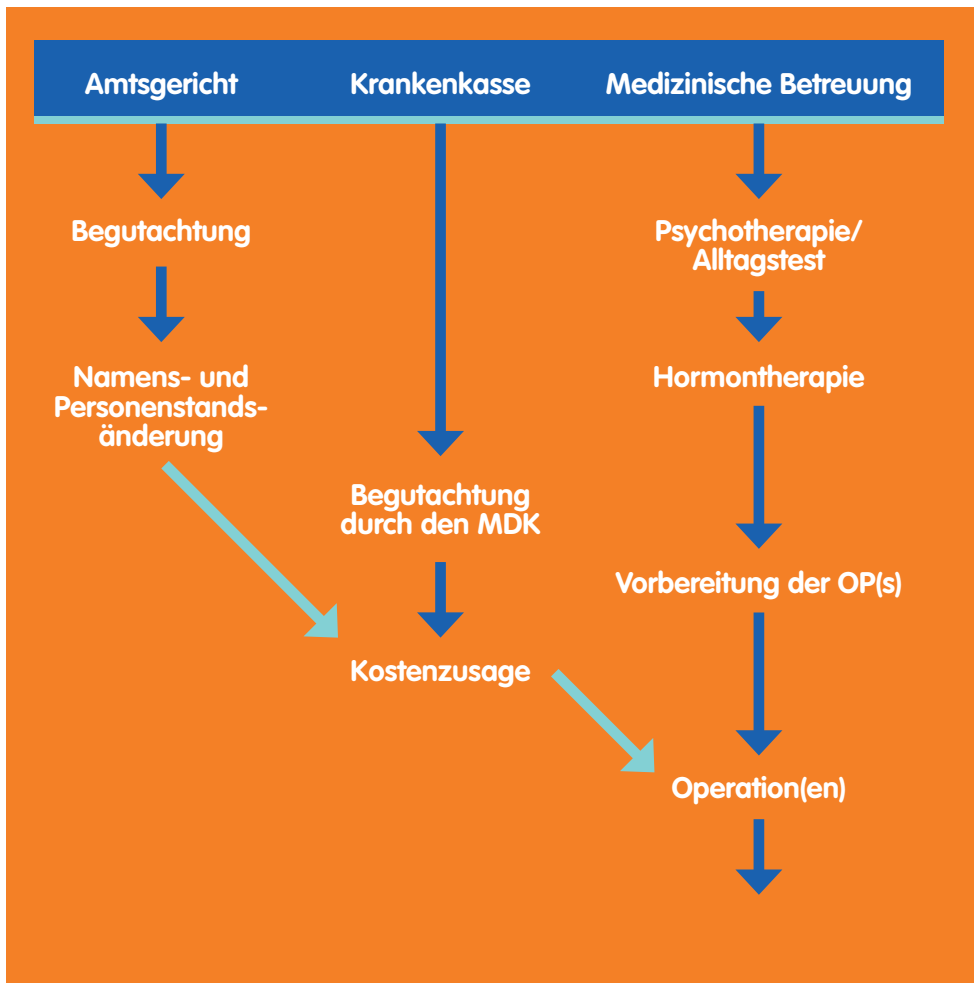 Amtsgericht
Krankenkasse
Medizinische Betreuung
Begutachtung
Namens- und
Personenstands-
änderung
Begutachtung
durch den MDK
Kostenzusage
Psychotherapie/
Alltagstest
Hormontherapie
Vorbereitung der OP(s)
Operation(en)